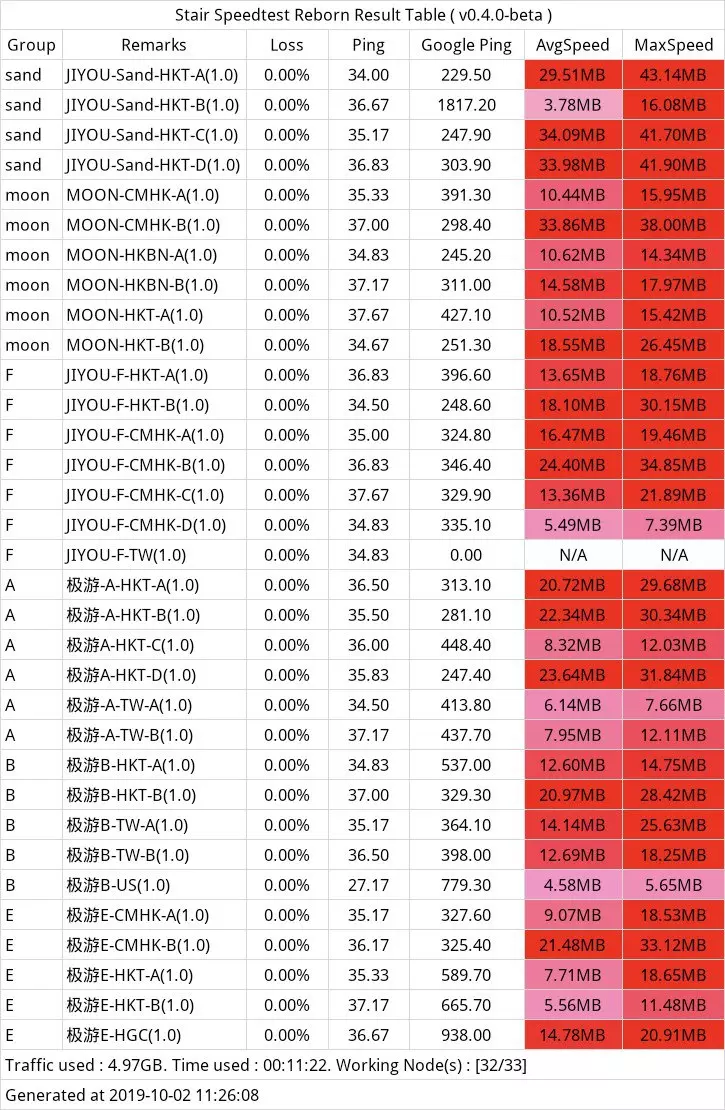 Stair Speedtest Reborn Result Table ( v0.4.0-beta )
Group Remarks Loss Ping Google Ping AvgSpeed MaxSpeed
sand JIYOU-Sand-HKT-A(1.0) 0.00% 34.00 229.50 29.51MB 43.14MB
sand JIYOU-Sand-HKT-B(1.0) 0.00% 36.67 1817.20 3.78MB 16.08MB
sand JIYOU-Sand-HKT-C(1.0) 0.00% 35.17 247.90 34.09MB 41.70MB
sand JIYOU-Sand-HKT-D(1.0) 0.00% 36.83 303.90 33.98MB 41.90MB
moon MOON-CMHK-A(1.0) 0.00% 35.33 391.30 10.44MB 15.95MB
moon MOON-CMHK-B(1.0) 0.00% 37.00 298.40 33.86MB 38.00MB
moon MOON-HKBN-A(1.0) 0.00% 34.83 245.20 10.62MB 14.34MB
moon MOON-HKBN-B(1.0) 0.00% 37.17 311.00 14.58MB 17.97MB
moon MOON-HKT-A(1.0) 0.00% 37.67 427.10 10.52MB 15.42MB
moon MOON-HKT-B(1.0) 0.00% 34.67 251.30 18.55MB 26.45MB
F JIYOU-F-HKT-A(1.0) 0.00% 36.83 396.60 13.65MB 18.76MB
F JIYOU-F-HKT-B(1.0) 0.00% 34.50 248.60 18.10MB 30.15MB
F JIYOU-F-CMHK-A(1.0) 0.00% 35.00 324.80 16.47MB 19.46MB
F JIYOU-F-CMHK-B(1.0) 0.00% 36.83 346.40 24.40MB 34.85MB
F JIYOU-F-CMHK-C(1.0) 0.00% 37.67 329.90 13.36MB 21.89MB
F JIYOU-F-CMHK-D(1.0) 0.00% 34.83 335.10 5.49MB 7.39MB
F JIYOU-F-TW(1.0) 0.00% 34.83 0.00 N/A N/A
A 极游-A-HKT-A(1.0) 0.00% 36.50 313.10 20.72MB 29.68MB
A 极游-A-HKT-B(1.0) 0.00% 35.50 281.10 22.34MB 30.34MB
A 极游A-HKT-C(1.0) 0.00% 36.00 448.40 8.32MB 12.03MB
A 极游A-HKT-D(1.0) 0.00% 35.83 247.40 23.64MB 31.84MB
A 极游-A-TW-A(1.0) 0.00% 34.50 413.80 6.14MB 7.66MB
A 极游-A-TW-B(1.0) 0.00% 37.17 437.70 7.95MB 12.11MB
B 极游B-HKT-A(1.0) 0.00% 34.83 537.00 12.60MB 14.75MB
B 极游B-HKT-B(1.0) 0.00% 37.00 329.30 20.97MB 28.42MB
B 极游B-TW-A(1.0) 0.00% 35.17 364.10 14.14MB 25.63MB
B 极游B-TW-B(1.0) 0.00% 36.50 398.00 12.69MB 18.25MB
B 极游B-US(1.0) 0.00% 27.17 779.30 4.58MB 5.65MB
E 极游E-CMHK-A(1.0) 0.00% 35.17 327.60 9.07MB 18.53MB
E 极游E-CMHK-B(1.0) 0.00% 36.17 325.40 21.48MB 33.12MB
E 极游E-HKT-A(1.0) 0.00% 35.33 589.70 7.71MB 18.65MB
E 极游E-HKT-B(1.0) 0.00% 37.17 665.70 5.56MB 11.48MB
E 极游E-HGC(1.0) 0.00% 36.67 938.00 14.78MB 20.91MB
Traffic used : 4.97GB. Time used : 00:11:22. Working Node(s) : [32/33]
Generated at 2019-10-02 11:26:08